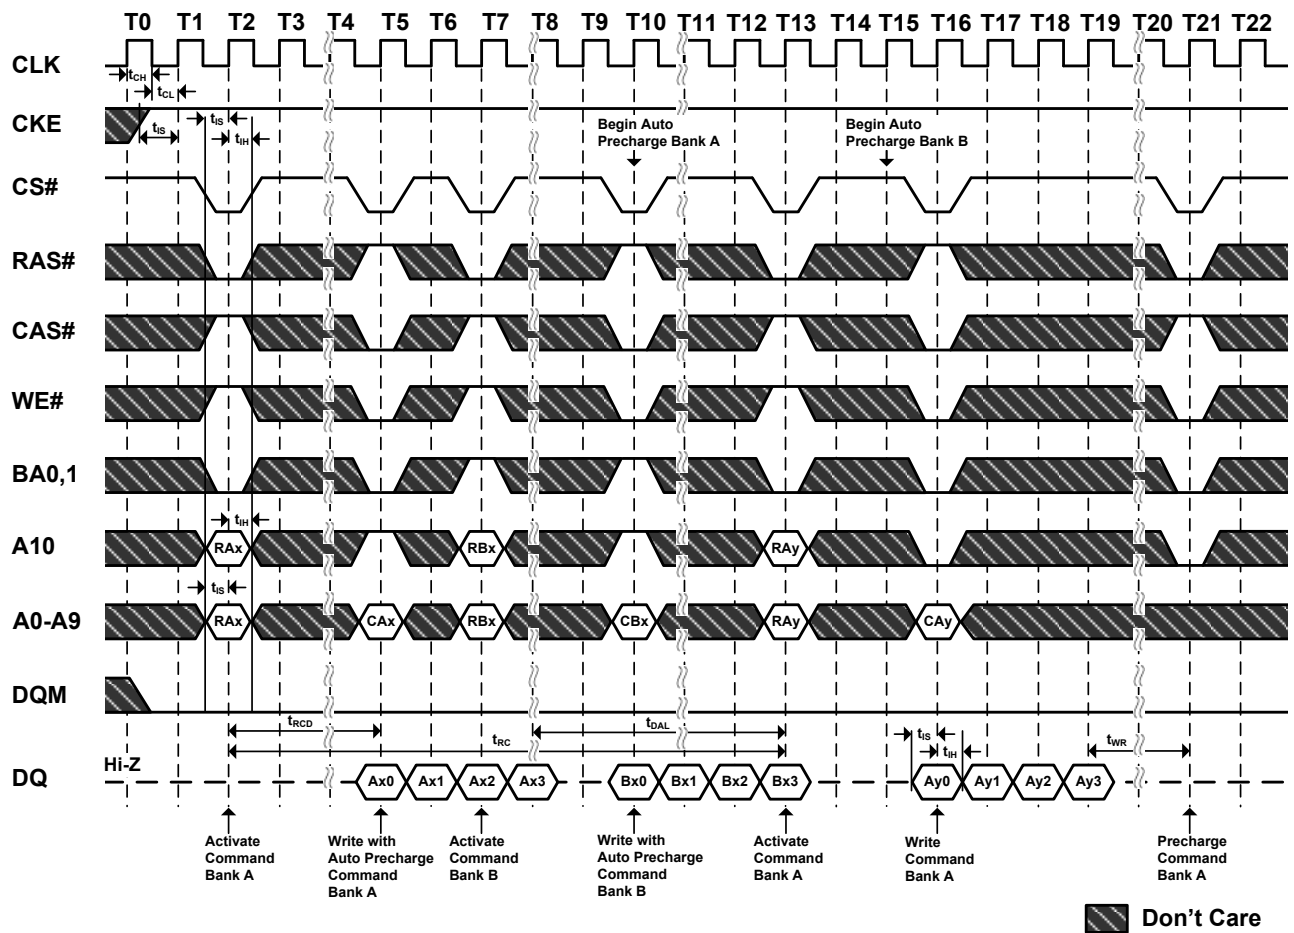 T0 T1 T2 T3 T4 T5 T6 T7 T8 T9 T10 T11 T12 T13 T14 T15 T16 T17 T18 T19 T20 T21 T22
CLK
tCH
tCL
CKE
tIS
tIS
tIH
Begin Auto
Precharge Bank A
Begin Auto
Precharge Bank B
CS#
RAS#
CAS#
WE#
BA0,1
tIH
A10
RAx RBx RAy
tIS
A0-A9
RAx CAx RBx CBx RAy CAy
DQM
tRCD
tRC
tDAL
tIS
tIH
tWR
Hi-Z
DQ
Ax0 Ax1 Ax2 Ax3 Bx0 Bx1 Bx2 Bx3 Ay0 Ay1 Ay2 Ay3
Activate
Command
Bank A
Write with
Auto Precharge
Command
Bank A
Activate
Command
Bank B
Write with
Auto Precharge
Command
Bank B
Activate
Command
Bank A
Write
Command
Bank A
Precharge
Command
Bank A
Don't Care